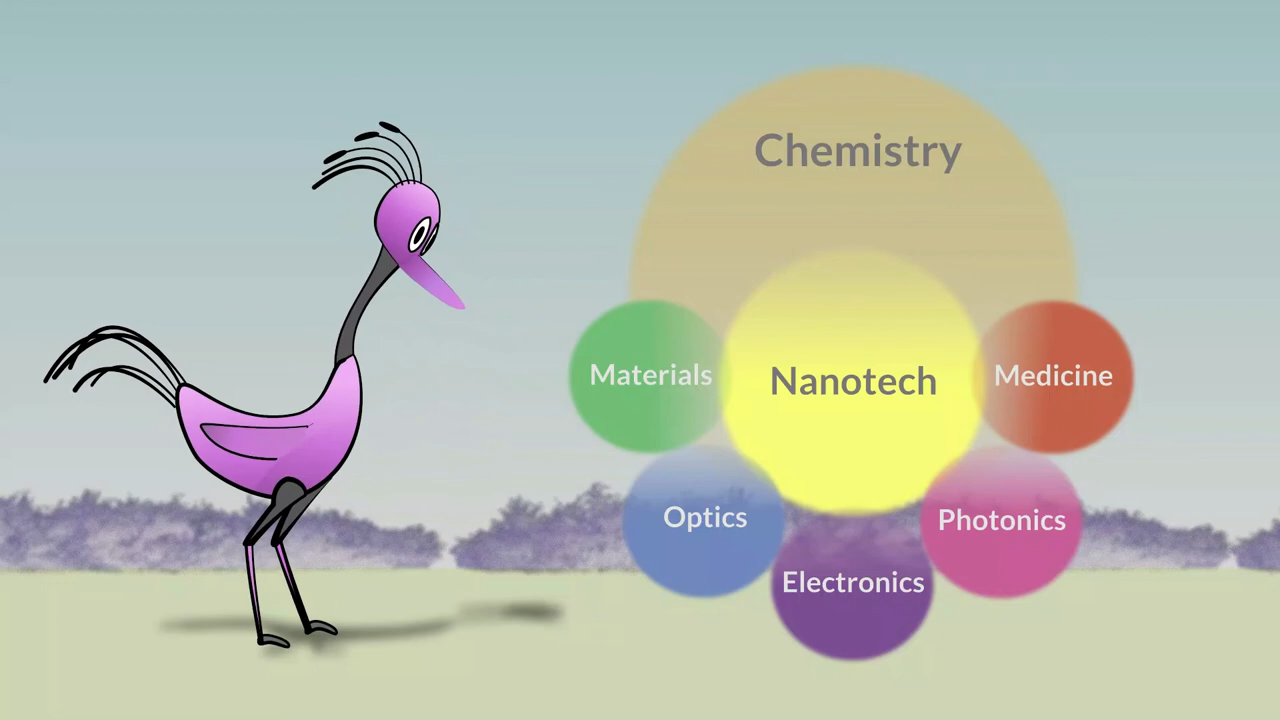 Chemistry
Materials
Nanotech
Medicine
Optics
Photonics
Electronics